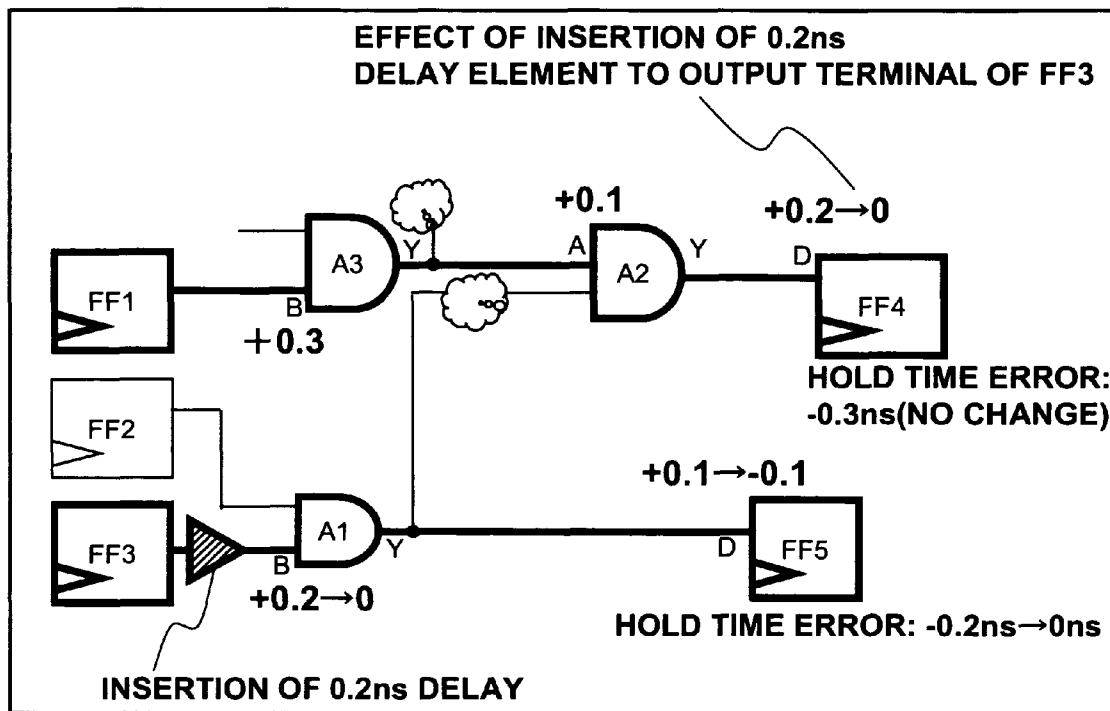 EFFECT OF INSERTION OF 0.2ns
DELAY ELEMENT TO OUTPUT TERMINAL OF FF3
+0.1
+0.2→0
A3
Y
A
A2
Y
D
FF1
B
FF4
+0.3
HOLD TIME ERROR:
-0.3ns(NO CHANGE)
FF2
+0.1→-0.1
A1
FF3
B
Y
D
FF5
+0.2→0
HOLD TIME ERROR: -0.2ns→0ns
INSERTION OF 0.2ns DELAY